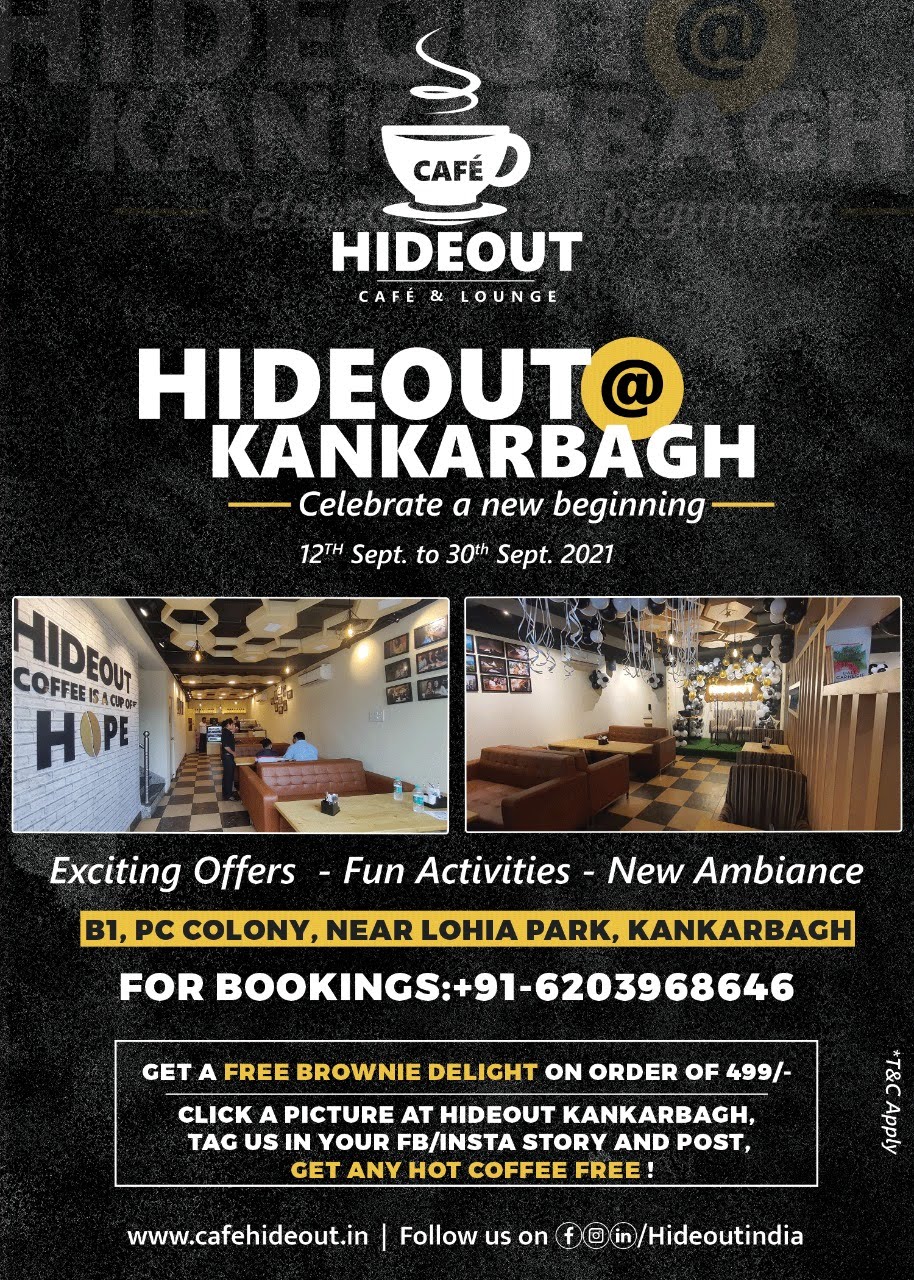 CAFÉ
HIDEOUT
CAFÉ & LOUNGE
HIDEOUT@
KANKARBAGH
Celebrate a new beginning
12TH Sept. to 30th Sept. 2021
HIDEOUT
COFFEE IS A CUP OF
HOPE
Exciting Offers - Fun Activities - New Ambiance
B1, PC COLONY, NEAR LOHIA PARK, KANKARBAGH
FOR BOOKINGS:+91-6203968646
GET A FREE BROWNIE DELIGHT ON ORDER OF 499/-
CLICK A PICTURE AT HIDEOUT KANKARBAGH,
TAG US IN YOUR FB/INSTA STORY AND POST,
GET ANY HOT COFFEE FREE !
*T&C Apply
www.cafehideout.in | Follow us on /Hideoutindia